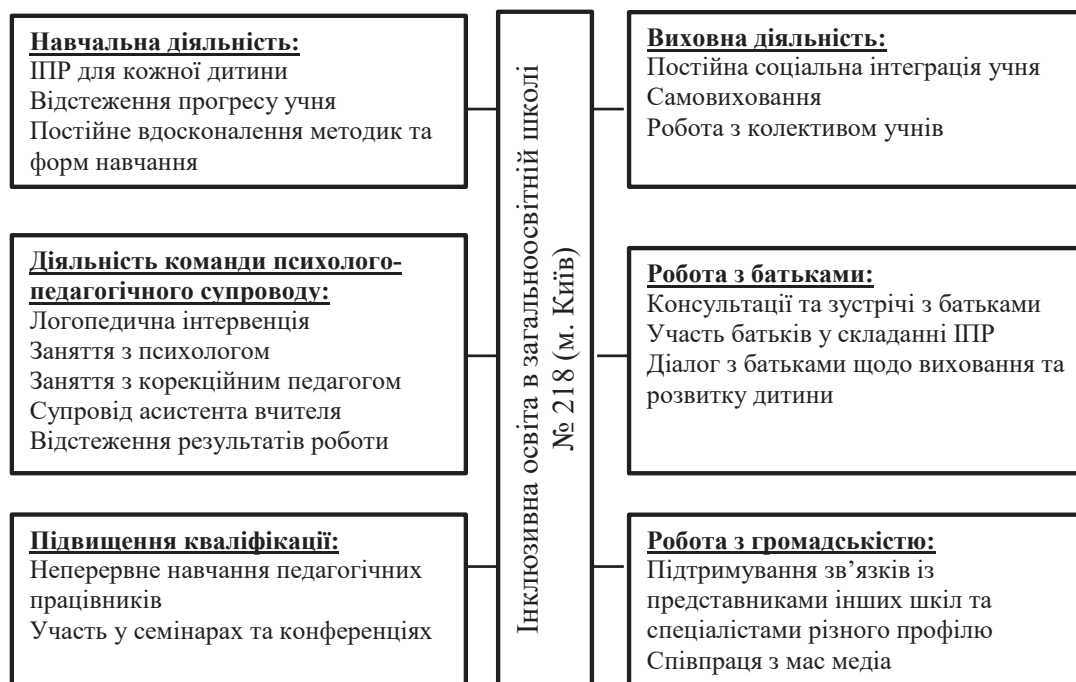 Навчальна діяльність:
ІПР для кожної дитини
Відстеження прогресу учня
Постійне вдосконалення методик та
форм навчання
Діяльність команди психолого-
педагогічного супроводу:
Логопедична інтервенція
Заняття з психологом
Заняття з корекційним педагогом
Супровід асистента вчителя
Відстеження результатів роботи
Підвищення кваліфікації:
Неперервне навчання педагогічних
працівників
Участь у семінарах та конференціях
Інклюзивна освіта в загальноосвітній школі
№ 218 (м. Київ)
Виховна діяльність:
Постійна соціальна інтеграція учня
Самовиховання
Робота з колективом учнів
Робота з батьками:
Консультації та зустрічі з батьками
Участь батьків у складанні ІПР
Діалог з батьками щодо виховання та
розвитку дитини
Робота з громадськістю:
Підтримування зв’язків із
представниками інших шкіл та
спеціалістами різного профілю
Співпраця з мас медіа